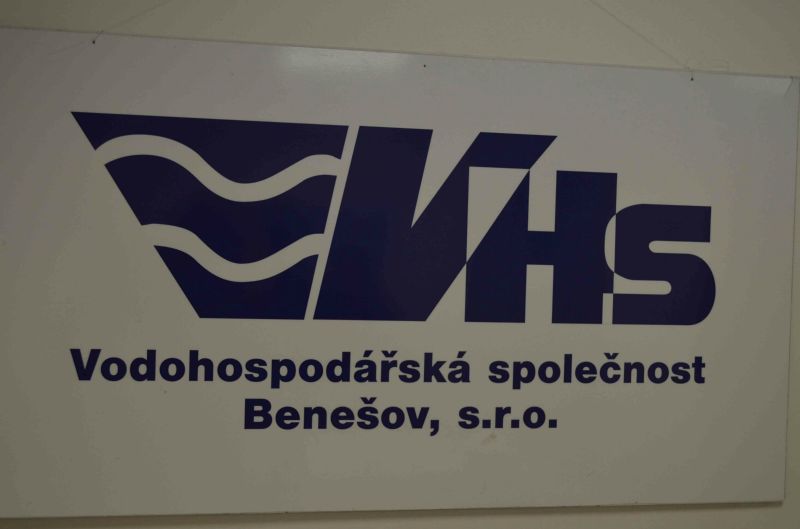 VHS
Vodohospodářská společnost
Benešov, s.r.o.